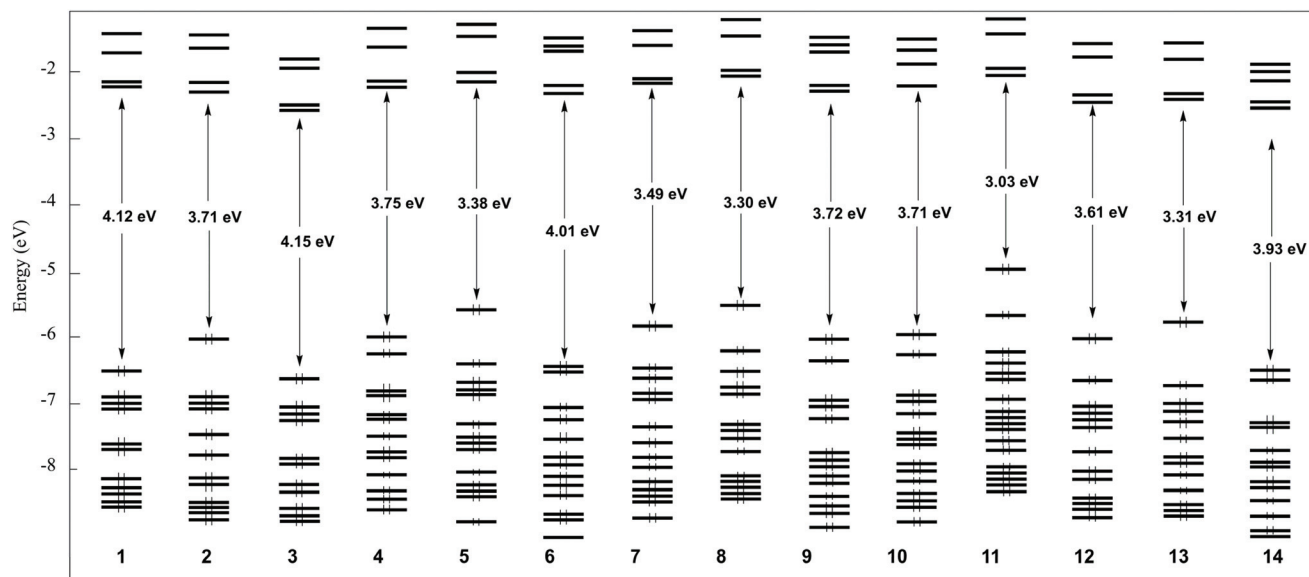 -2
-3
-4
-5
-6
-7
-8
Energy (eV)
4.12 eV
3.71 eV
4.15 eV
3.75 eV
3.38 eV
4.01 eV
3.49 eV
3.30 eV
3.72 eV
3.71 eV
3.03 eV
3.61 eV
3.31 eV
3.93 eV
1 2 3 4 5 6 7 8 9 10 11 12 13 14